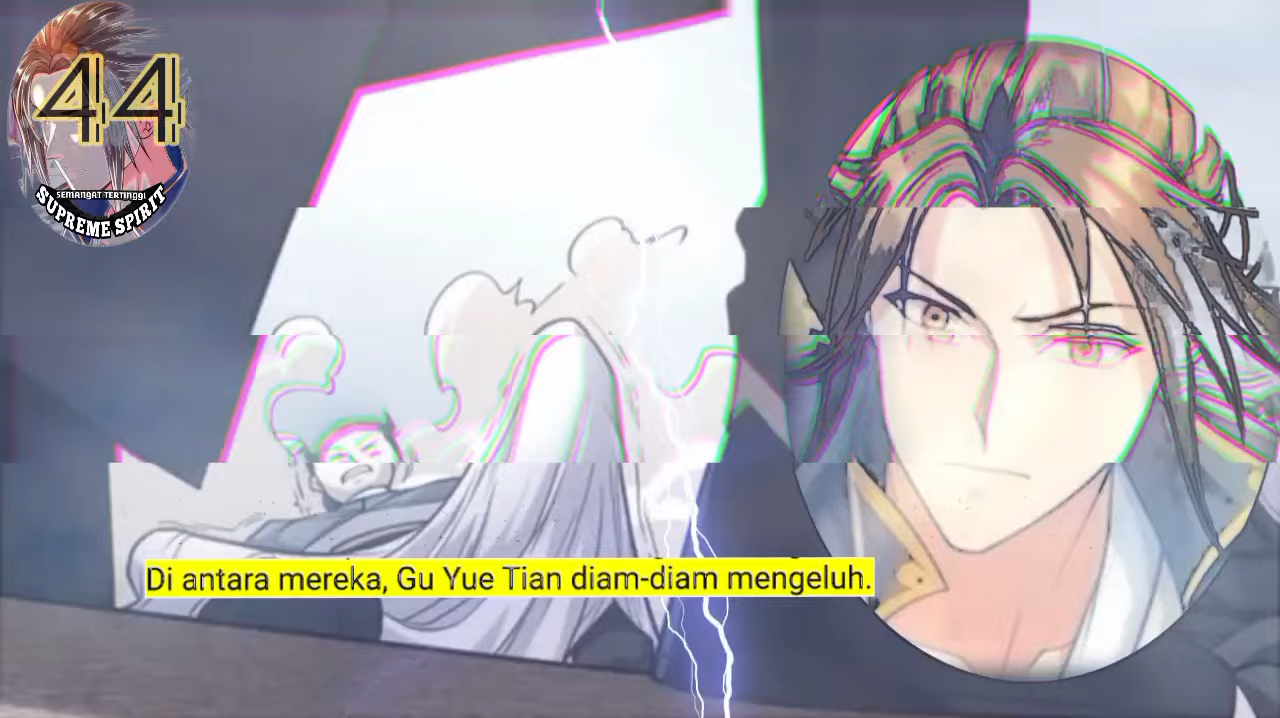 44
SEMANGAT TERTINGGI
SUPREME SPIRIT
Di antara mereka, Gu Yue Tian diam-diam mengeluh.